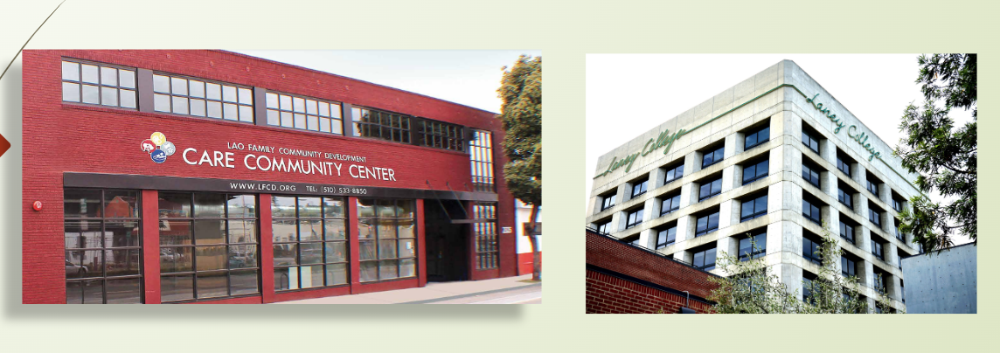 LAO FAMILY COMMUNITY DEVELOPMENT
CARE COMMUNITY CENTER
WWW.LFCD.ORG TEL: (510) 533-8850
Laney College
Laney College